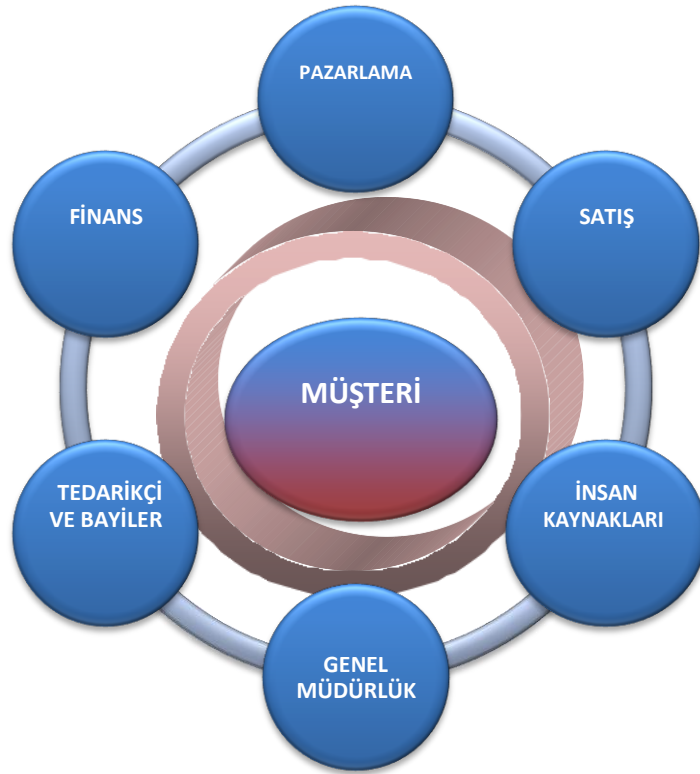 PAZARLAMA
FİNANS
SATIŞ
MÜŞTERİ
TEDARİKÇİ
VE BAYİLER
İNSAN
KAYNAKLARI
GENEL
MÜDÜRLÜK